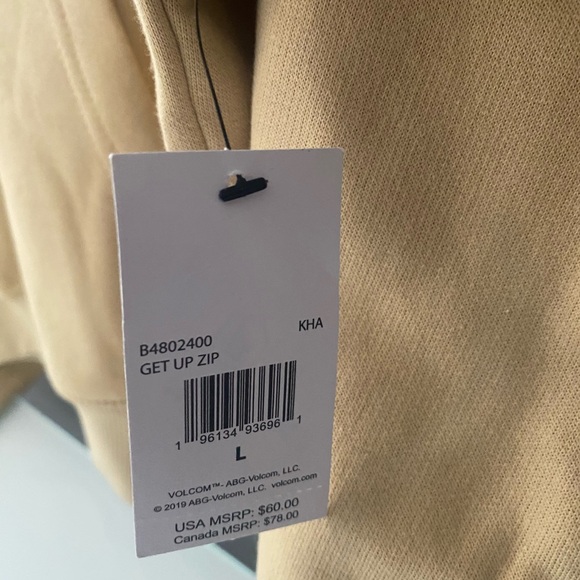 B4802400 KHA
GET UP ZIP
1 96134 93696 1
L
VOLCOM™- ABG-Volcom, LLC.
© 2019 ABG-Volcom, LLC. volcom.com
USA MSRP: $60.00
Canada MSRP: $78.00